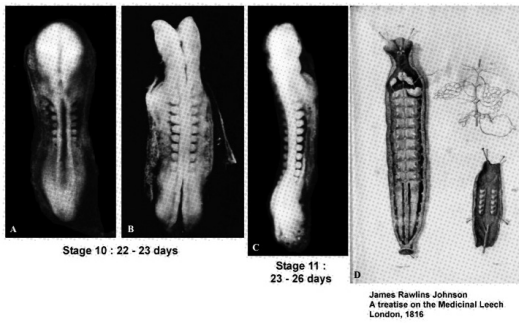 A
B
C
D
Stage 10 : 22 - 23 days
Stage 11 :
23 - 26 days
James Rawlins Johnson
A treatise on the Medicinal Leech
London, 1816